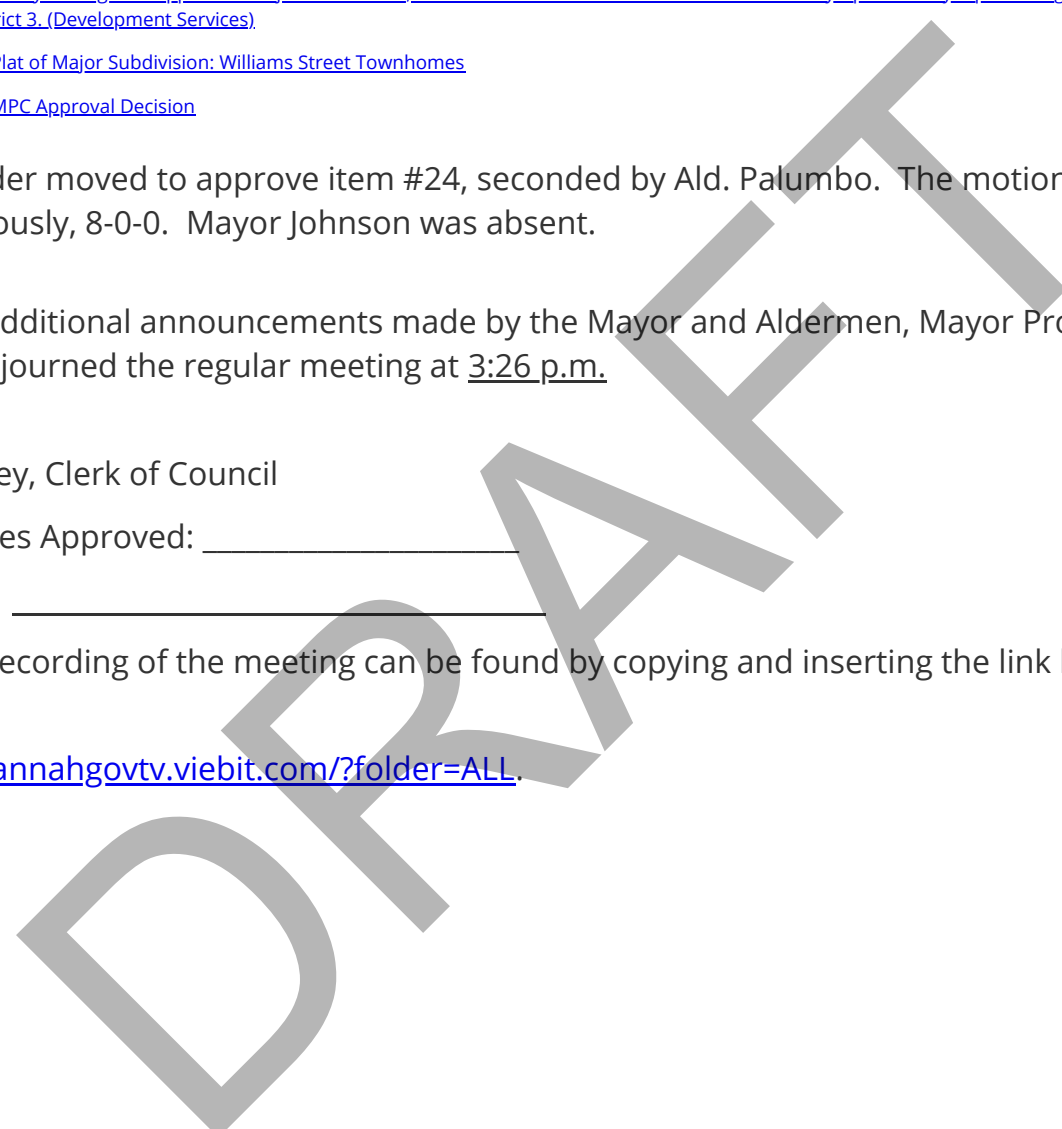 ict 3. (Development Services)
Plat of Major Subdivision: Williams Street Townhomes
MPC Approval Decision
der moved to approve item #24, seconded by Ald. Palumbo. The motion
ously, 8-0-0. Mayor Johnson was absent.
dditional announcements made by the Mayor and Aldermen, Mayor Pro
journed the regular meeting at 3:26 p.m.
ey, Clerk of Council
es Approved: ______________________
ecording of the meeting can be found by copying and inserting the link
annahgovtv.viebit.com/?folder=ALL.
DRAFT